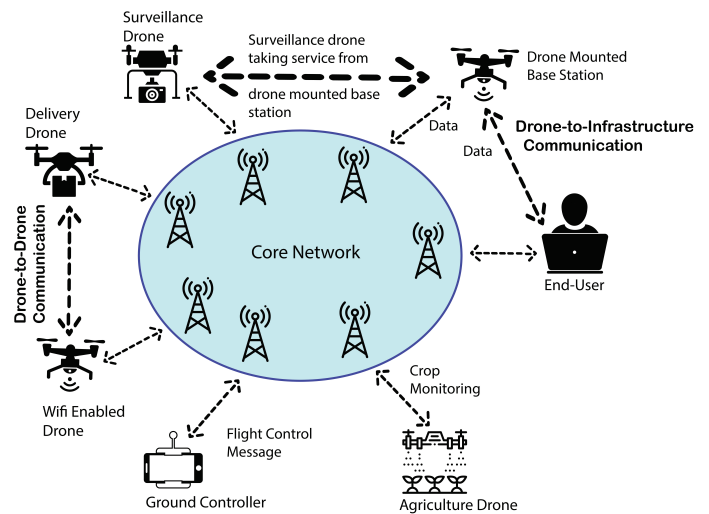 Surveillance
Drone
Surveillance drone
taking service from
drone mounted base
station
Drone Mounted
Base Station
Delivery
Drone
Data
Data
Drone-to-Infrastructure
Communication
Drone-to-Drone
Communication
Core Network
End-User
Wifi Enabled
Drone
Crop
Monitoring
Flight Control
Message
Ground Controller
Agriculture Drone